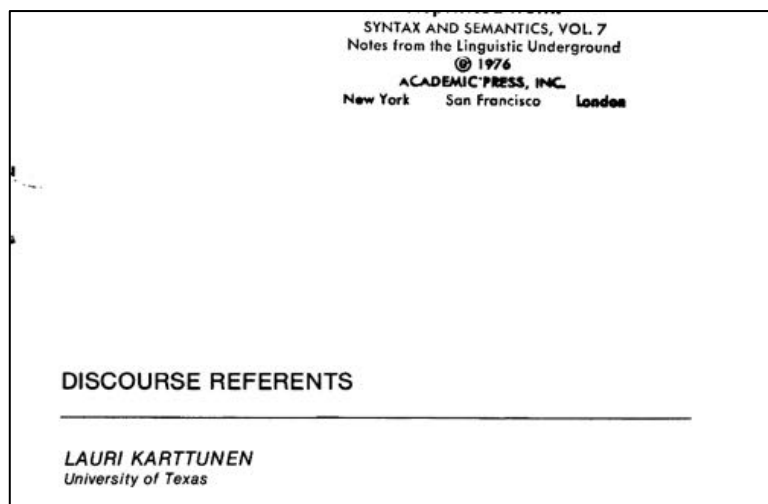 SYNTAX AND SEMANTICS, VOL. 7
Notes from the Linguistic Underground
© 1976
ACADEMIC PRESS, INC.
New York San Francisco London
DISCOURSE REFERENTS
LAURI KARTTUNEN
University of Texas